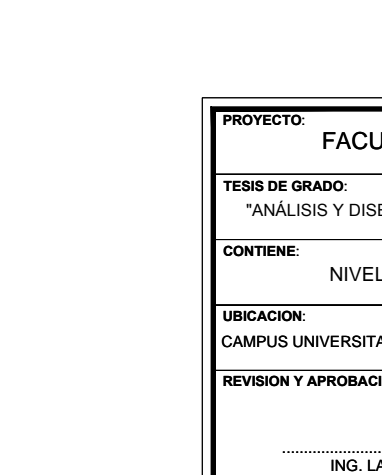 PROYECTO:
FACU
TESIS DE GRADO:
"ANÁLISIS Y DISE
CONTIENE:
NIVEL
UBICACION:
CAMPUS UNIVERSITA
REVISION Y APROBACI
........................
ING. LA